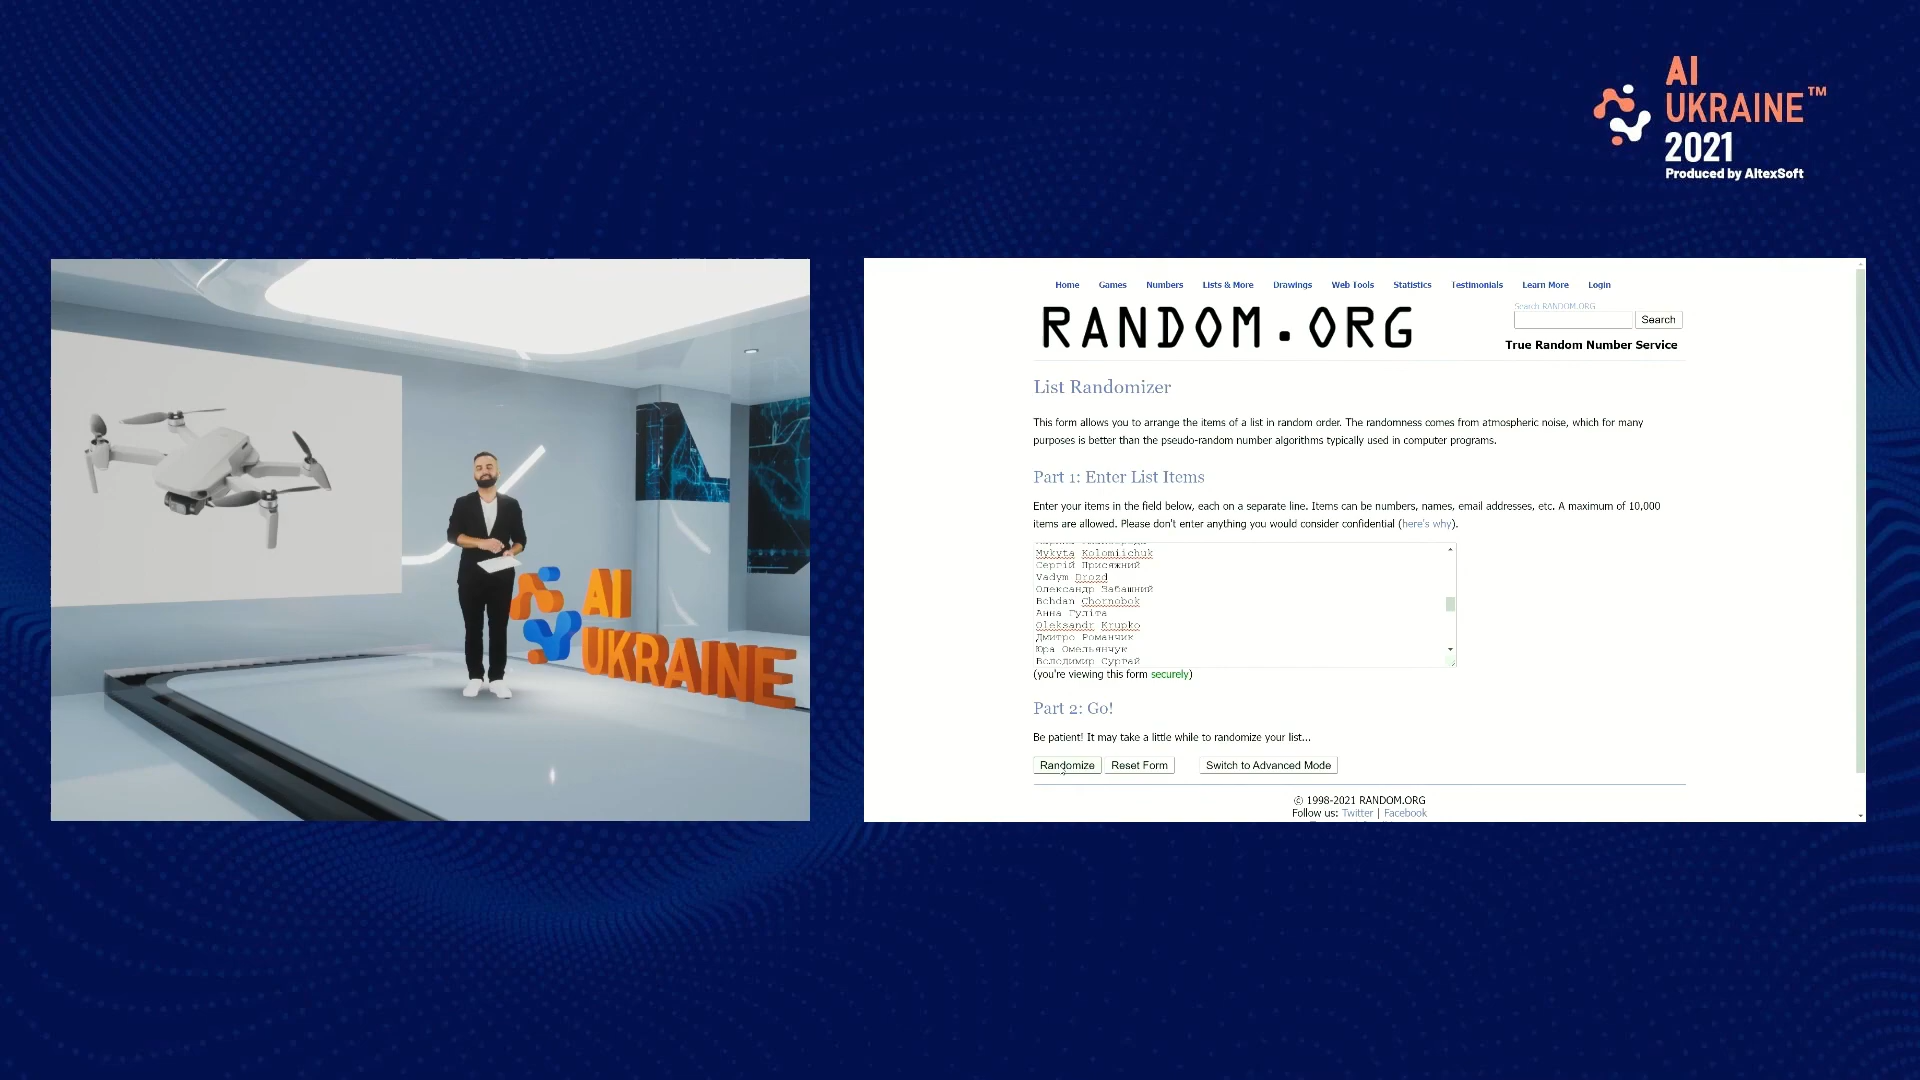 AI
UKRAINE™
2021
Produced by AltexSoft
AI
UKRAINE
Home Games Numbers Lists & More Drawings Web Tools Statistics Testimonials Learn More Login
RANDOM.ORG
Search RANDOM.ORG
Search
True Random Number Service
List Randomizer
This form allows you to arrange the items of a list in random order. The randomness comes from atmospheric noise, which for many
purposes is better than the pseudo-random number algorithms typically used in computer programs.
Part 1: Enter List Items
Enter your items in the field below, each on a separate line. Items can be numbers, names, email addresses, etc. A maximum of 10,000
items are allowed. Please don't enter anything you would consider confidential (here's why).
Mykyta Kolomiichuk
Сергій Присяжний
Vadym Drozd
Олександр Забашний
Bohdan Chornobok
Анна Гуліта
Oleksandr Krupko
Дмитро Романчик
Юра Омельянчук
Володимир Сургай
(you're viewing this form securely)
Part 2: Go!
Be patient! It may take a little while to randomize your list...
Randomize Reset Form Switch to Advanced Mode
© 1998-2021 RANDOM.ORG
Follow us: Twitter | Facebook